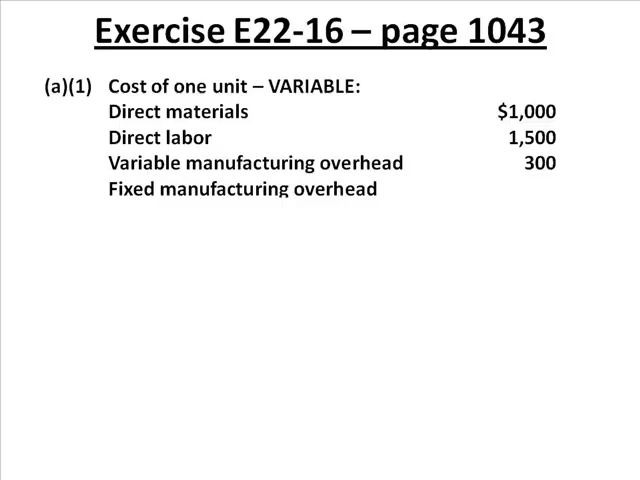 Exercise E22-16 – page 1043
(a)(1) Cost of one unit – VARIABLE:
Direct materials $1,000
Direct labor 1,500
Variable manufacturing overhead 300
Fixed manufacturing overhead